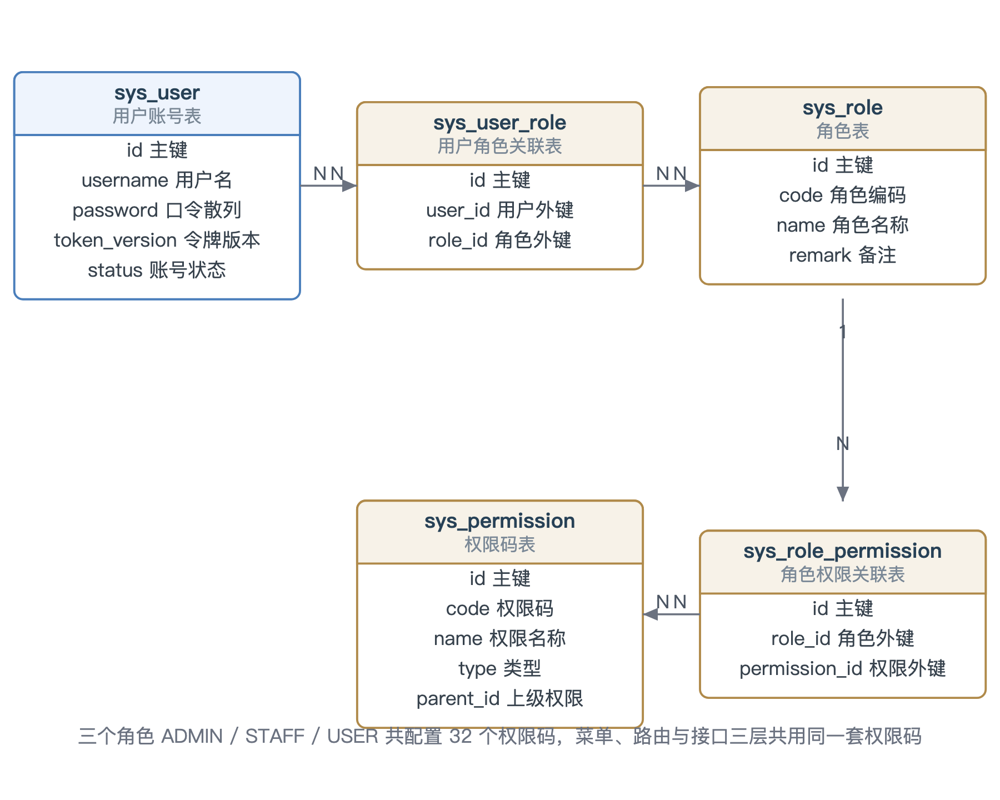 sys_user
用户账号表
id 主键
username 用户名
password 口令散列
token_version 令牌版本
status 账号状态
N N
sys_user_role
用户角色关联表
id 主键
user_id 用户外键
role_id 角色外键
N N
sys_role
角色表
id 主键
code 角色编码
name 角色名称
remark 备注
1
N
sys_permission
权限码表
id 主键
code 权限码
name 权限名称
type 类型
parent_id 上级权限
N N
sys_role_permission
角色权限关联表
id 主键
role_id 角色外键
permission_id 权限外键
三个角色 ADMIN / STAFF / USER 共配置 32 个权限码，菜单、路由与接口三层共用同一套权限码